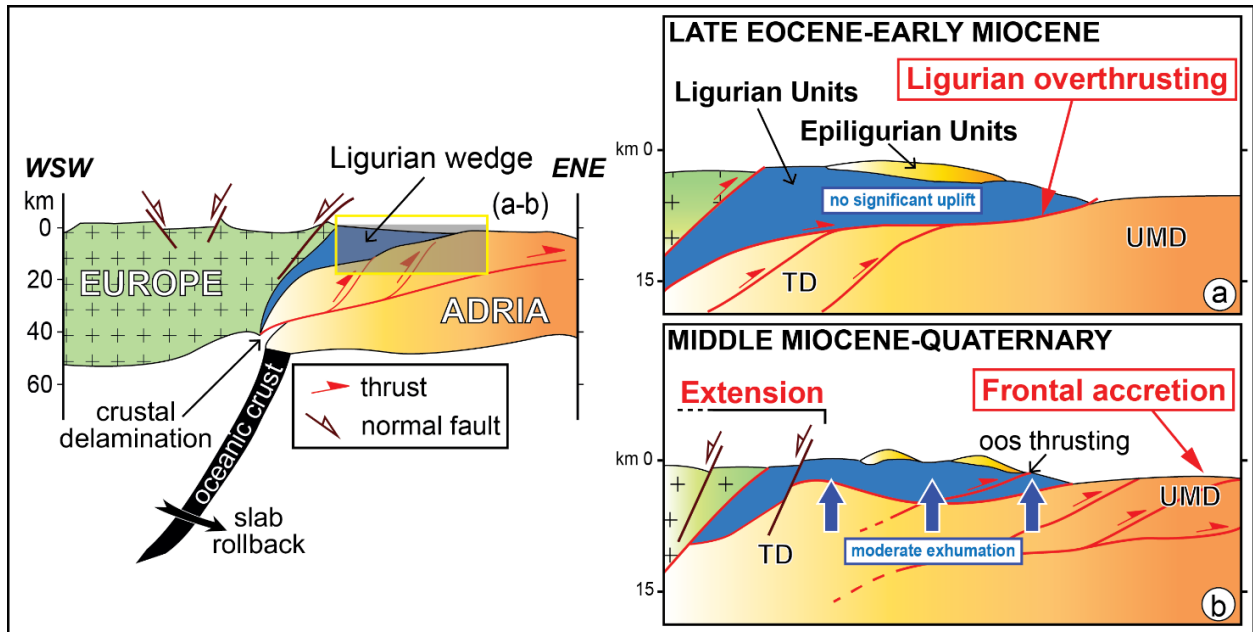 WSW
ENE
km
0
20
40
60
Ligurian wedge
(a-b)
EUROPE
ADRIA
crustal
delamination
oceanic crust
slab
rollback
thrust
normal fault
LATE EOCENE-EARLY MIOCENE
Ligurian overthrusting
Ligurian Units
Epiligurian Units
km 0
no significant uplift
UMD
TD
15
a
MIDDLE MIOCENE-QUATERNARY
Extension
Frontal accretion
oos thrusting
km 0
UMD
TD
moderate exhumation
15
b